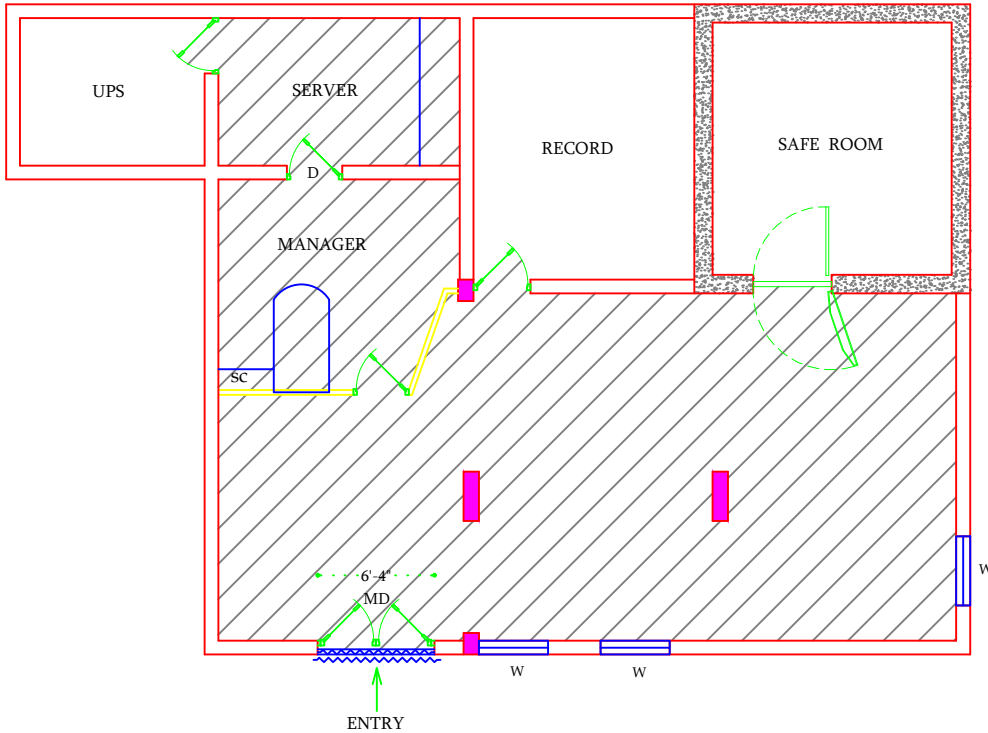 UPS
SERVER
RECORD
SAFE ROOM
D
MANAGER
SC
6'-4"
MD
W
W
W
ENTRY